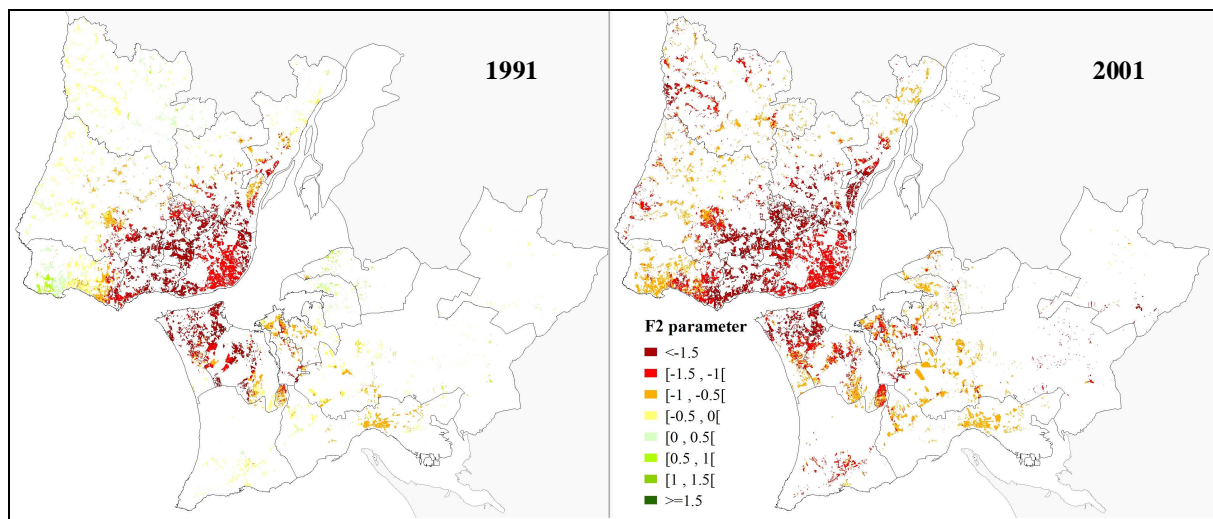 1991
2001
F2 parameter
<-1.5
[-1.5 , -1[
[-1 , -0.5[
[-0.5 , 0[
[0 , 0.5[
[0.5 , 1[
[1 , 1.5[
>=1.5